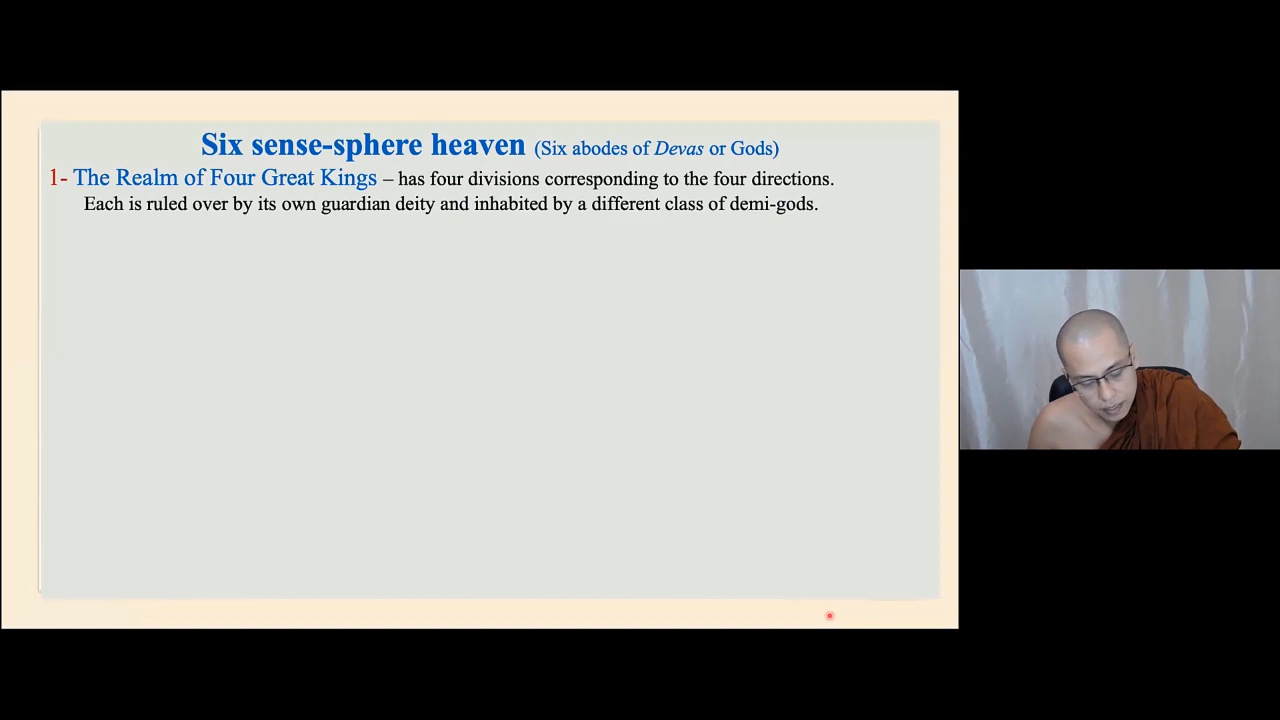 Six sense-sphere heaven (Six abodes of Devas or Gods)
1- The Realm of Four Great Kings – has four divisions corresponding to the four directions.
Each is ruled over by its own guardian deity and inhabited by a different class of demi-gods.